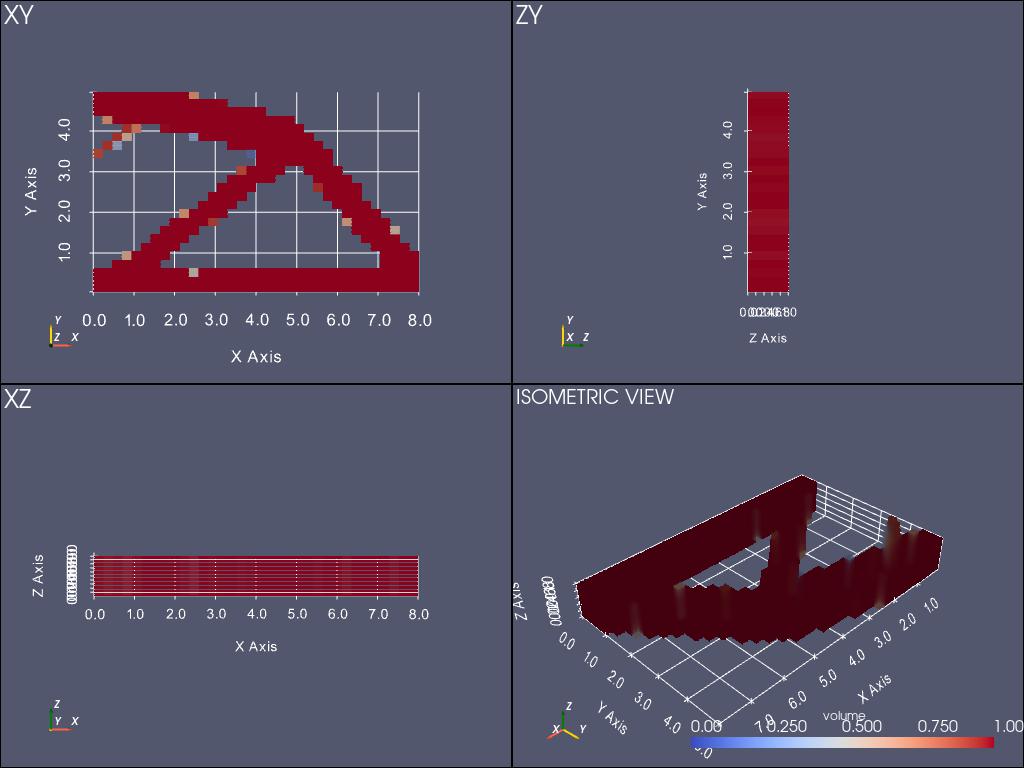 XY
4.0
3.0
2.0
1.0
Y Axis
0.0 1.0 2.0 3.0 4.0 5.0 6.0 7.0 8.0
X Axis
Y
Z X
ZY
4.0
3.0
2.0
1.0
Y Axis
Z Axis
Y
X Z
XZ
Z Axis
0.0 1.0 2.0 3.0 4.0 5.0 6.0 7.0 8.0
X Axis
Z
Y X
ISOMETRIC VIEW
Z Axis
0.0 1.0 2.0 3.0 4.0
Y Axis
1.0 2.0 3.0 4.0 5.0 6.0 7.0
X Axis
Z
X Y
volume
0.00 0.250 0.500 0.750 1.00